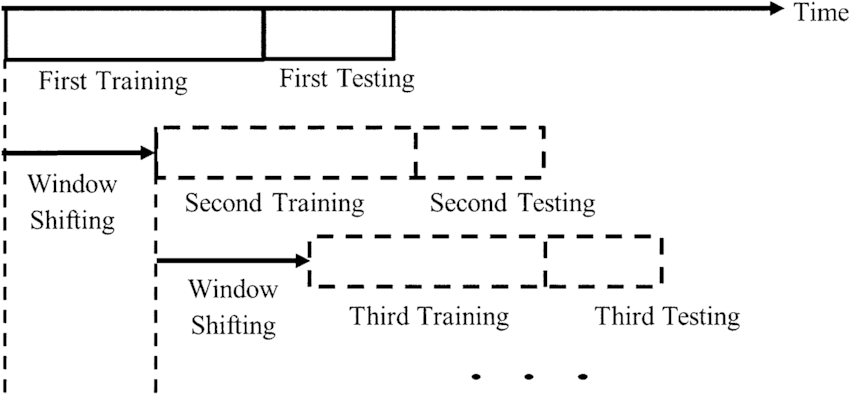 Time
First Training
First Testing
Window
Shifting
Second Training
Second Testing
Window
Shifting
Third Training
Third Testing